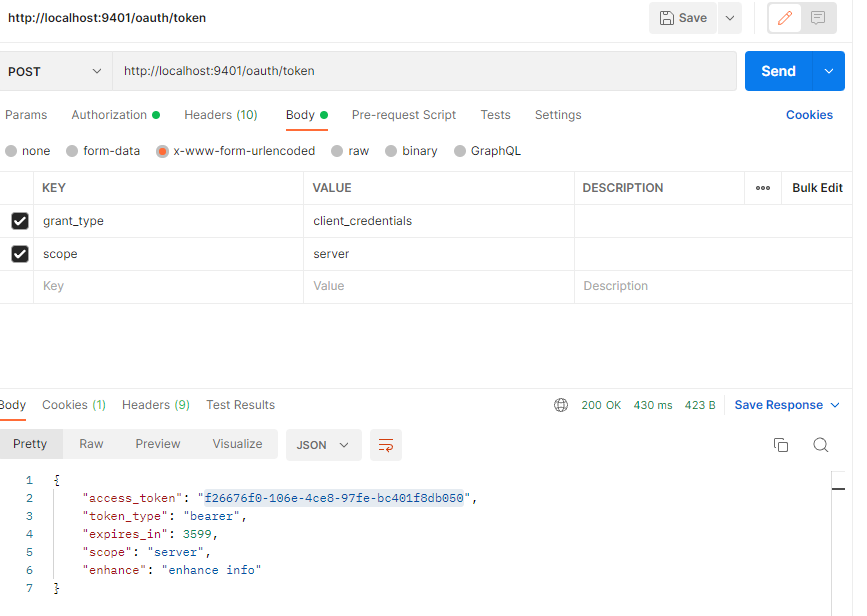 http://localhost:9401/oauth/token Save
POST http://localhost:9401/oauth/token Send
Params Authorization Headers (10) Body Pre-request Script Tests Settings Cookies
none form-data x-www-form-urlencoded raw binary GraphQL
KEY VALUE DESCRIPTION ••• Bulk Edit
grant_type client_credentials
scope server
Key Value Description
Body Cookies (1) Headers (9) Test Results 200 OK 430 ms 423 B Save Response
Pretty Raw Preview Visualize JSON
1 {
2 "access_token": "f26676f0-106e-4ce8-97fe-bc401f8db050",
3 "token_type": "bearer",
4 "expires_in": 3599,
5 "scope": "server",
6 "enhance": "enhance info"
7 }